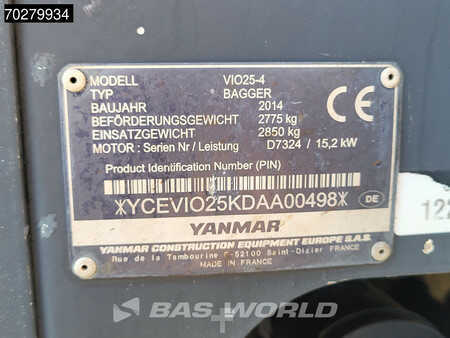 70279934
MODELL VIO25-4
TYP BAGGER
BAUJAHR 2014
BEFÖRDERUNGSGEWICHT 2775 kg
EINSATZGEWICHT 2850 kg
MOTOR : Serien Nr / Leistung D7324 / 15,2 kW
CE
Product Identification Number (PIN)
*YCEVIO25KDAA00498*
DE
YANMAR
YANMAR CONSTRUCTION EQUIPMENT EUROPE S.A.S.
Rue de la Tambourine F-52100 Saint-Dizier FRANCE
MADE IN FRANCE
122
BAS WORLD